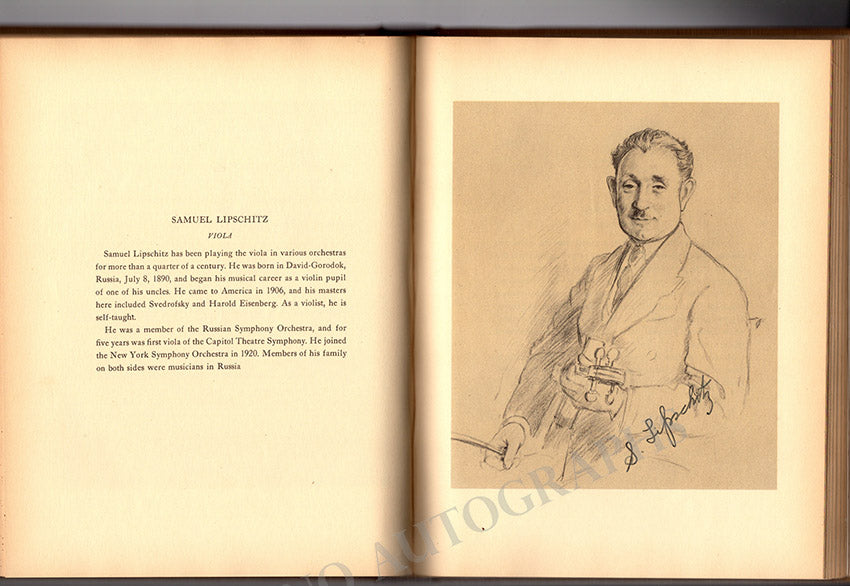 SAMUEL LIPSCHITZ
VIOLA
Samuel Lipschitz has been playing the viola in various orchestras
for more than a quarter of a century. He was born in David-Gorodok,
Russia, July 8, 1890, and began his musical career as a violin pupil
of one of his uncles. He came to America in 1906, and his masters
here included Svedrofsky and Harold Eisenberg. As a violist, he is
self-taught.
He was a member of the Russian Symphony Orchestra, and for
five years was first viola of the Capitol Theatre Symphony. He joined
the New York Symphony Orchestra in 1920. Members of his family
on both sides were musicians in Russia
S. Lipschitz
NO AUTOGRAPH